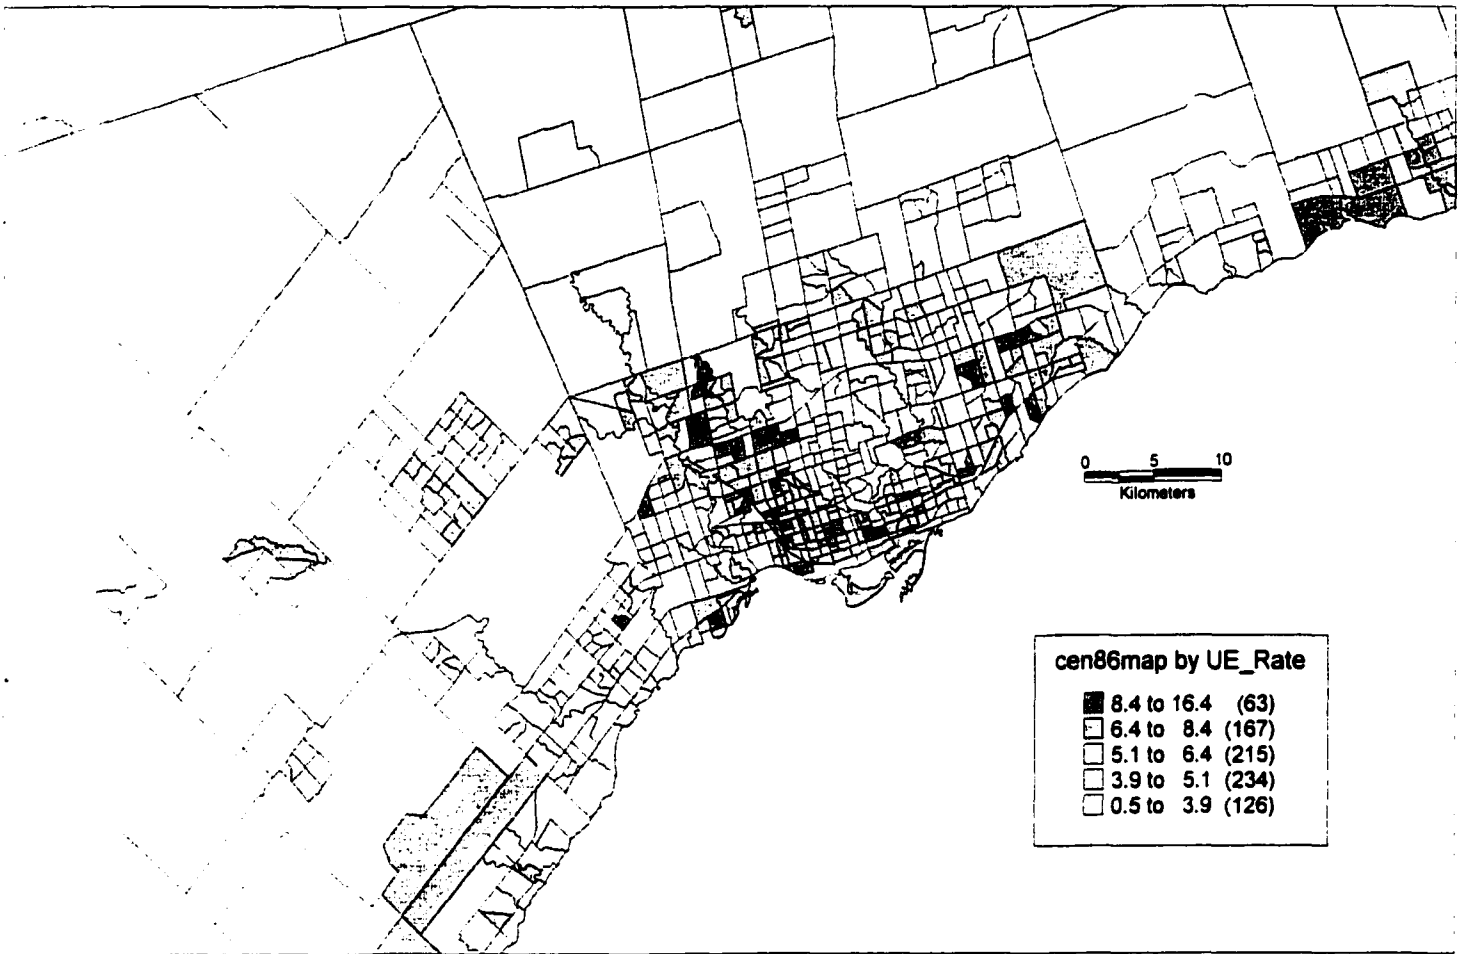 0 5 10
Kilometers
cen86map by UE_Rate
8.4 to 16.4 (63)
6.4 to 8.4 (167)
5.1 to 6.4 (215)
3.9 to 5.1 (234)
0.5 to 3.9 (126)